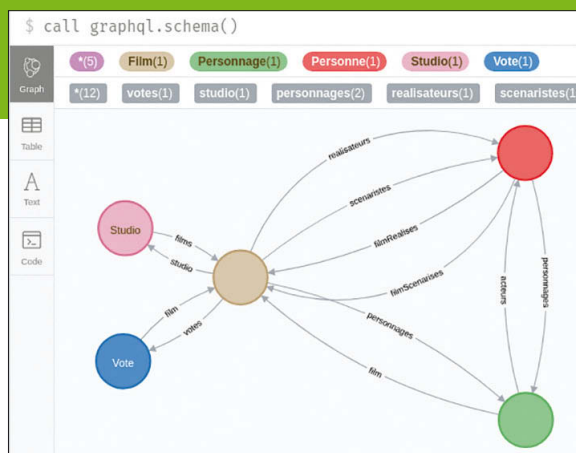 $ call graphql.schema()
*(5) Film(1) Personnage(1) Personne(1) Studio(1) Vote(1)
*(12) votes(1) studio(1) personnages(2) realisateurs(1) scenaristes(1
Graph
Table
Text
Code
realisateurs
scenaristes
filmRealises
filmScenarises
personnages
film
acteurs
personnages
Studio
films
studio
film
votes
Vote